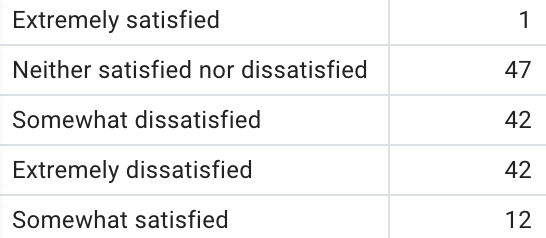 Extremely satisfied 1
Neither satisfied nor dissatisfied 47
Somewhat dissatisfied 42
Extremely dissatisfied 42
Somewhat satisfied 12